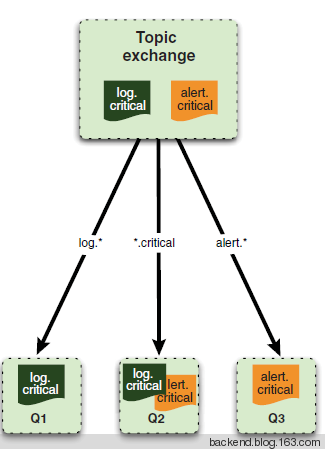 Topic
exchange
log.
critical
alert.
critical
log.*
*.critical
alert.*
log.
critical
log.
critical
lert.
critical
alert.
critical
Q1
Q2
Q3
backend.blog.163.com